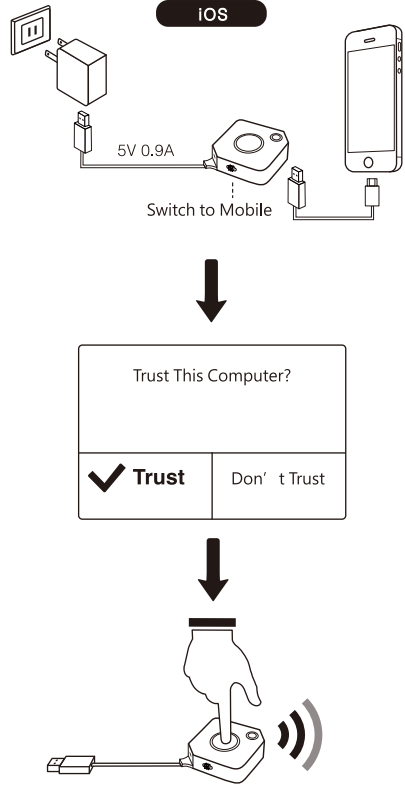 iOS
5V 0.9A
Switch to Mobile
Trust This Computer?
Trust
Don’ t Trust